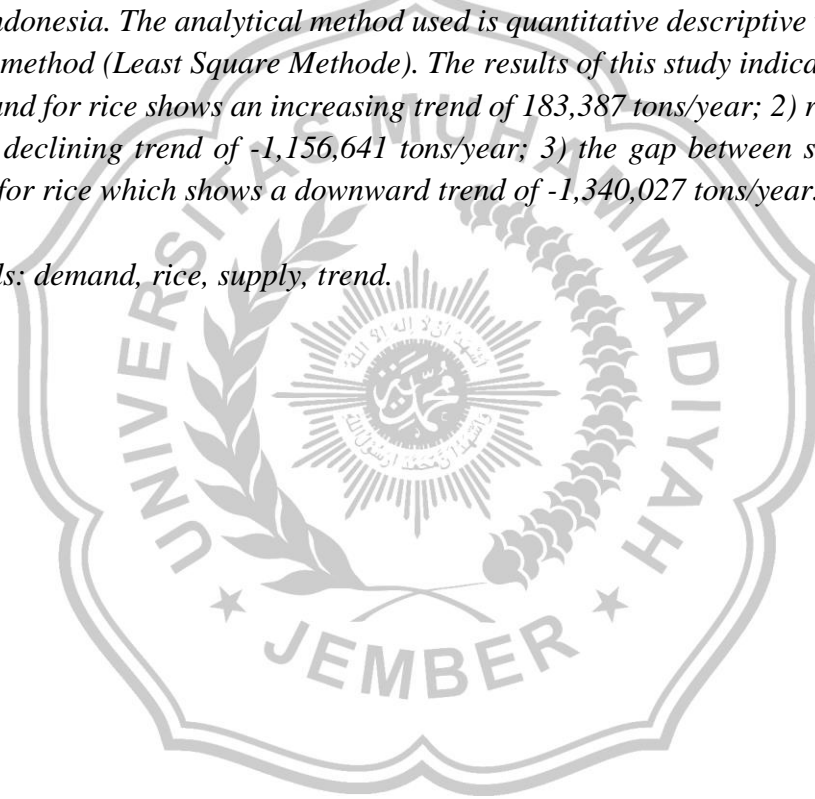 ndonesia. The analytical method used is quantitative descriptive
method (Least Square Methode). The results of this study indica
and for rice shows an increasing trend of 183,387 tons/year; 2) r
declining trend of -1,156,641 tons/year; 3) the gap between s
for rice which shows a downward trend of -1,340,027 tons/year.
ls: demand, rice, supply, trend.
UNIVERSITAS MUHAMMADIYAH
JEMBER